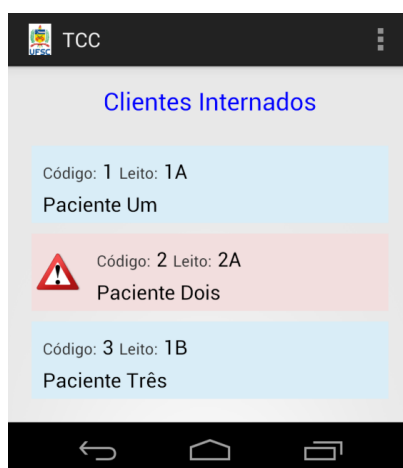 UFSC
TCC
Clientes Internados
Código: 1 Leito: 1A
Paciente Um
Código: 2 Leito: 2A
Paciente Dois
Código: 3 Leito: 1B
Paciente Três